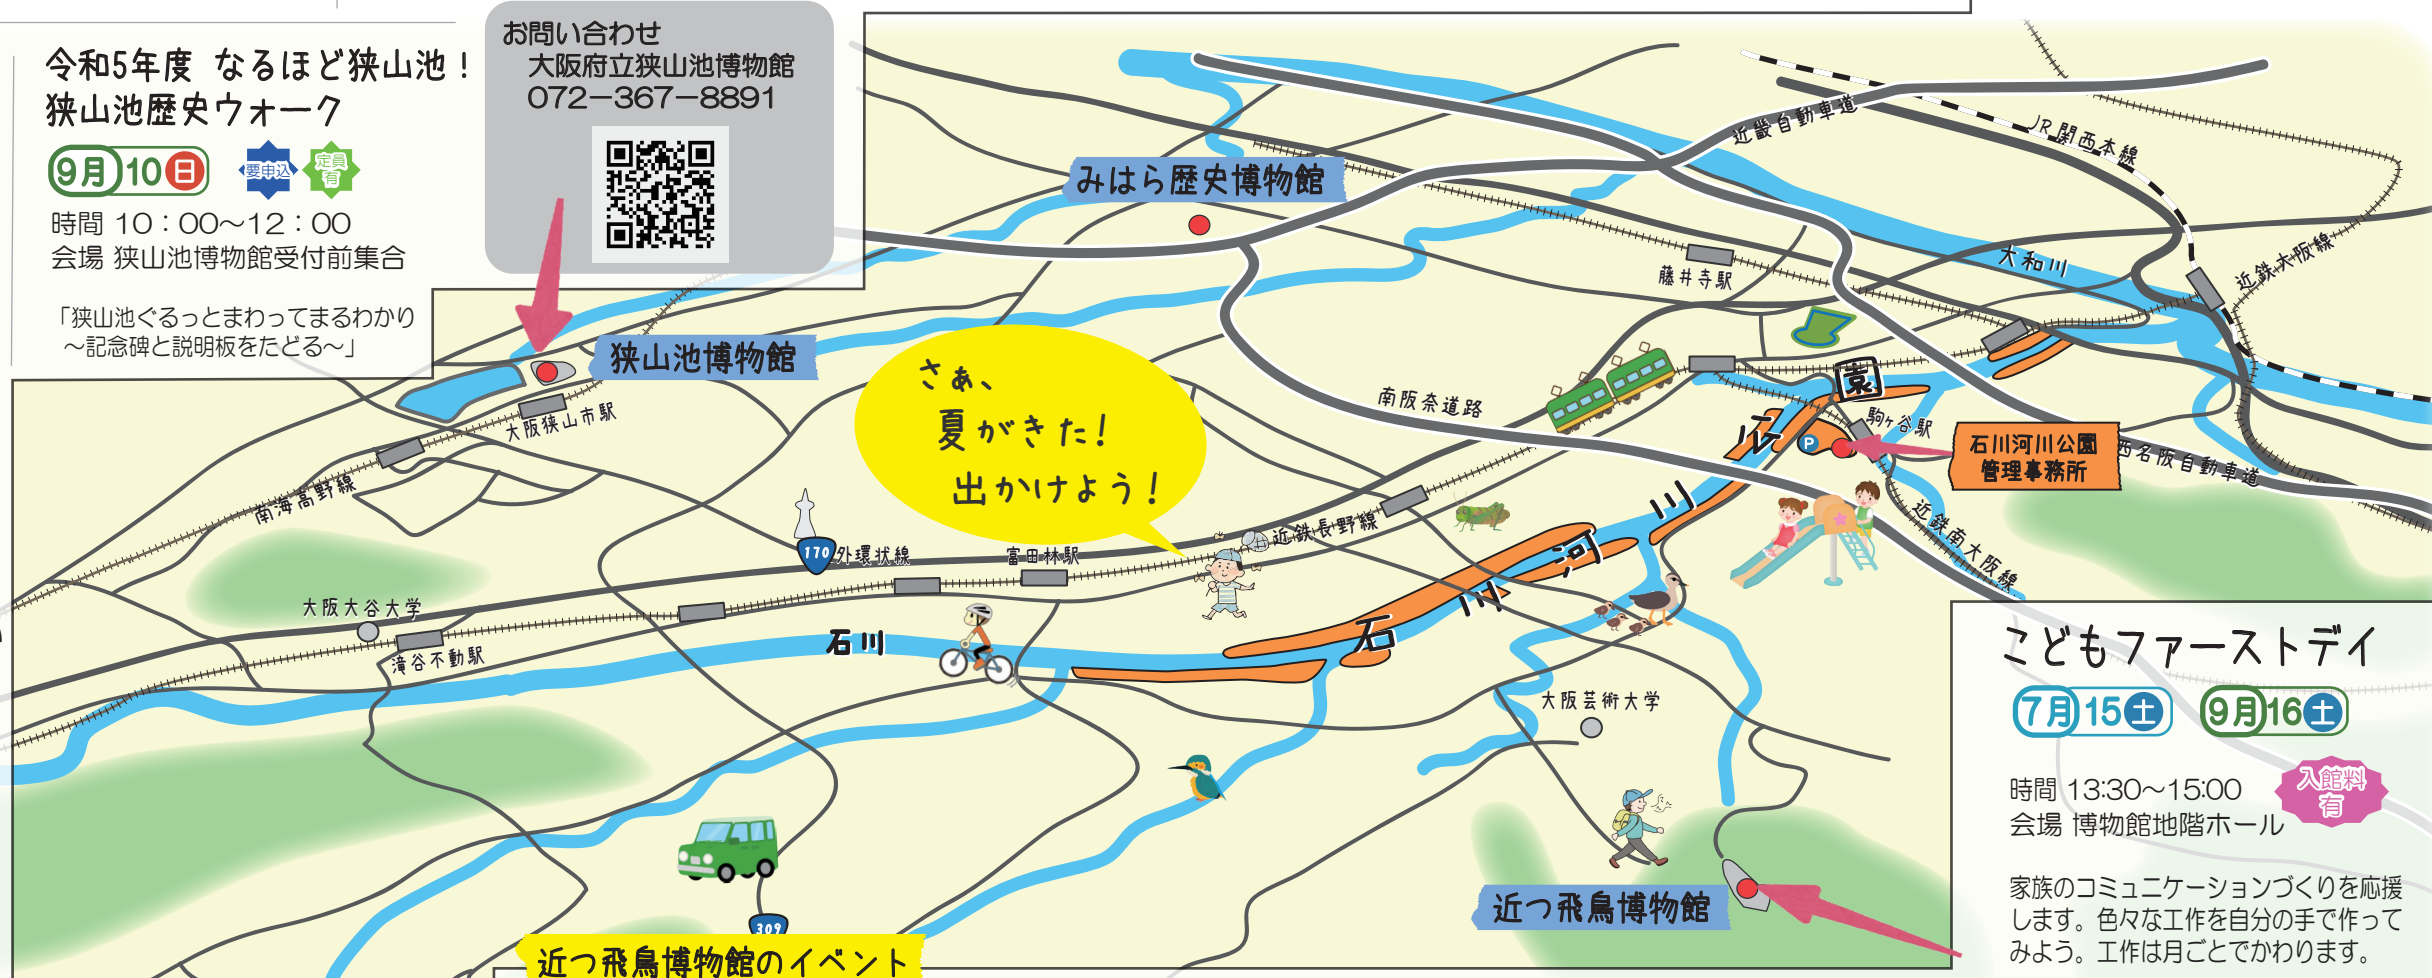 令和5年度 なるほど狭山池！
狭山池歴史ウォーク
9月10日
要申込
定員
有
時間 10：00～12：00
会場 狭山池博物館受付前集合
「狭山池ぐるっとまわってまるわかり
～記念碑と説明板をたどる～」
お問い合わせ
大阪府立狭山池博物館
072－367－8891
みはら歴史博物館
近畿自動車道
JR関西本線
大和川
近鉄大阪線
藤井寺駅
狭山池博物館
大阪狭山市駅
南海高野線
さぁ、
夏がきた！
出かけよう！
南阪奈道路
駒ヶ谷駅
P
石川河川公園
管理事務所
西名阪自動車道
近鉄南大阪線
170
外環状線
富田林駅
近鉄長野線
大阪大谷大学
滝谷不動駅
石川
石川河川公園
大阪芸術大学
近つ飛鳥博物館
309
近つ飛鳥博物館のイベント
こどもファーストデイ
7月15土
9月16土
時間 13:30～15:00
会場 博物館地階ホール
入館料
有
家族のコミュニケーションづくりを応援
します。色々な工作を自分の手で作って
みよう。工作は月ごとでかわります。